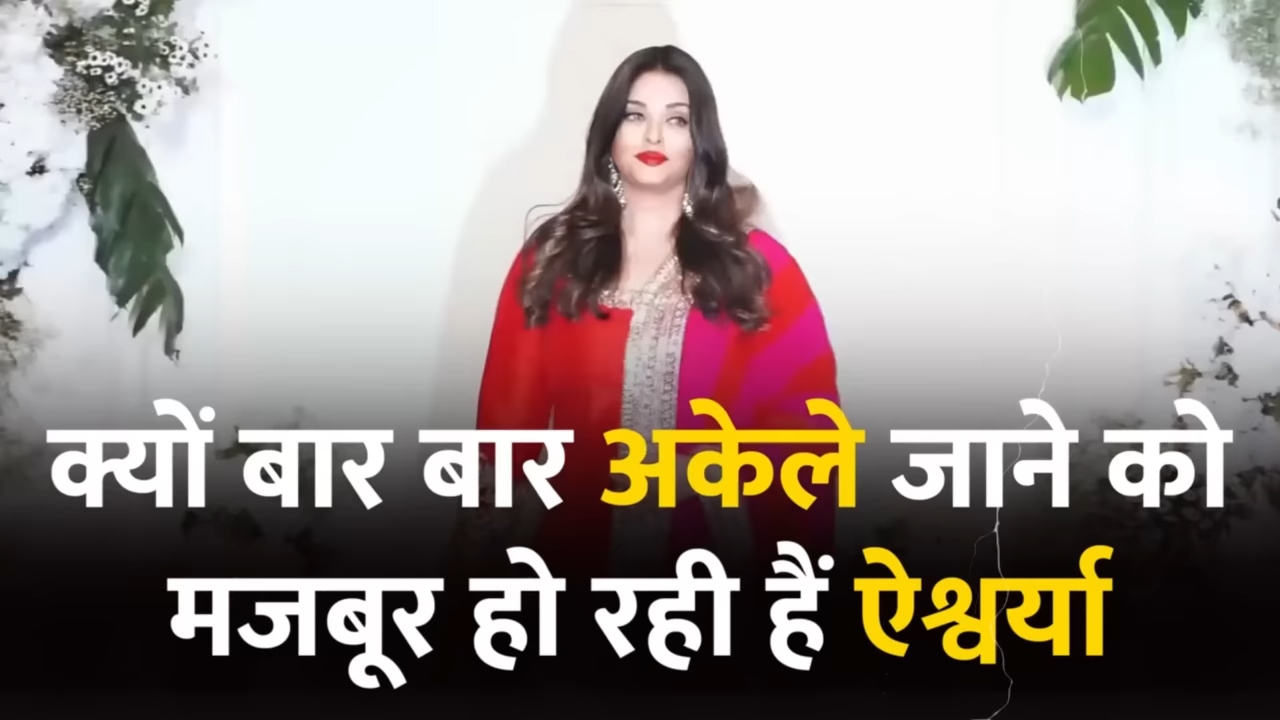 क्यों बार बार अकेले जाने को
मजबूर हो रही हैं ऐश्वर्या